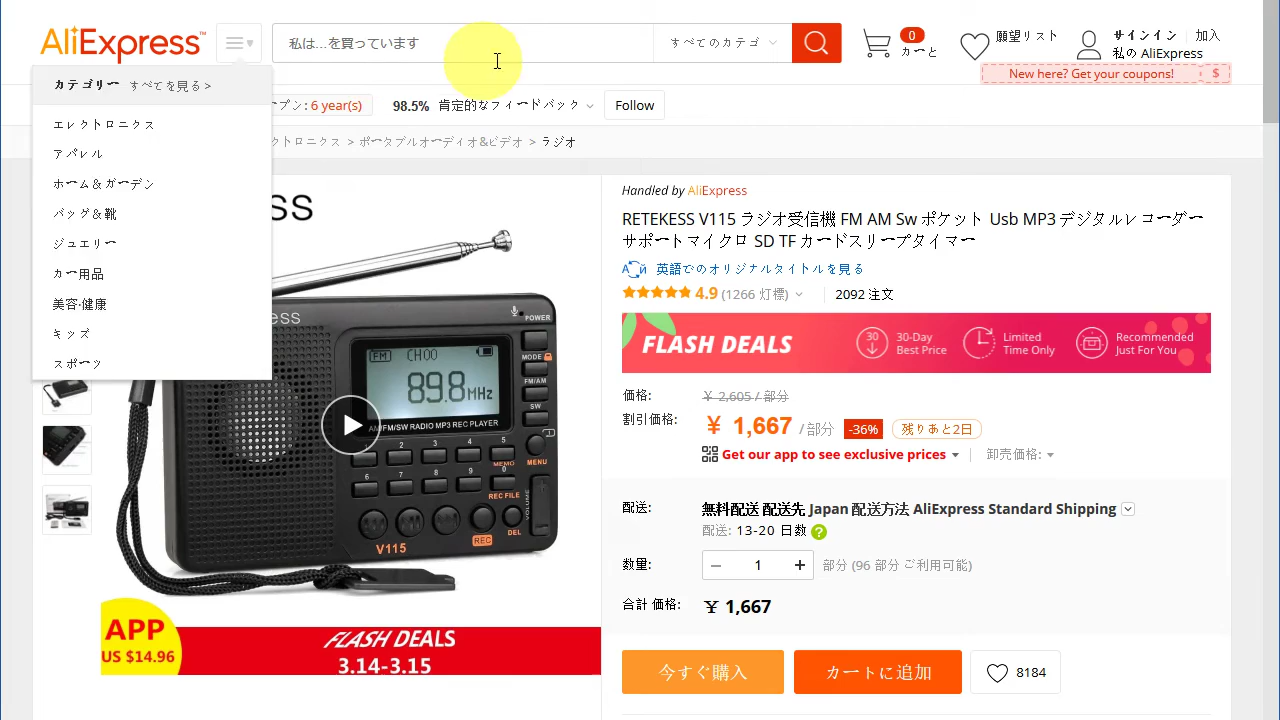 AliExpress™
私は...を買っています
すべてのカテゴ
0
カート
願望リスト
サインイン | 加入
私の AliExpress
New here? Get your coupons! $
カテゴリー すべてを見る >
エレクトロニクス
アパレル
ホーム&ガーデン
バッグ&靴
ジュエリー
カー用品
美容·健康
キッズ
スポーツ
プン: 6 year(s)
98.5% 肯定的なフィードバック
Follow
クトロニクス > ポータブルオーディオ&ビデオ > ラジオ
ESS
ess
POWER
MODE
FM/AM
SW
FM CH00
89.8 MHz
AM/FM/SW RADIO MP3 REC PLAYER
1 2 3 4 5
MEMO
MENU
6 7 8 9 0
REC FILE
VOLUME
REC
DEL
V115
APP
US $14.96
FLASH DEALS
3.14-3.15
Handled by AliExpress
RETEKESS V115 ラジオ受信機 FM AM Sw ポケット Usb MP3 デジタルレコーダー
サポートマイクロ SD TF カードスリープタイマー
英語でのオリジナルタイトルを見る
4.9 (1266 灯標) 2092 注文
FLASH DEALS
30
30-Day
Best Price
Limited
Time Only
Recommended
Just For You
価格: ¥ 2,605 / 部分
割引価格: ¥ 1,667 / 部分 -36% 残りあと2日
Get our app to see exclusive prices 卸売価格:
配送: 無料配送 配送先 Japan 配送方法 AliExpress Standard Shipping
配送: 13-20 日数 ?
数量: − 1 + 部分 (96 部分 ご利用可能)
合計 価格: ¥ 1,667
今すぐ購入
カートに追加
8184